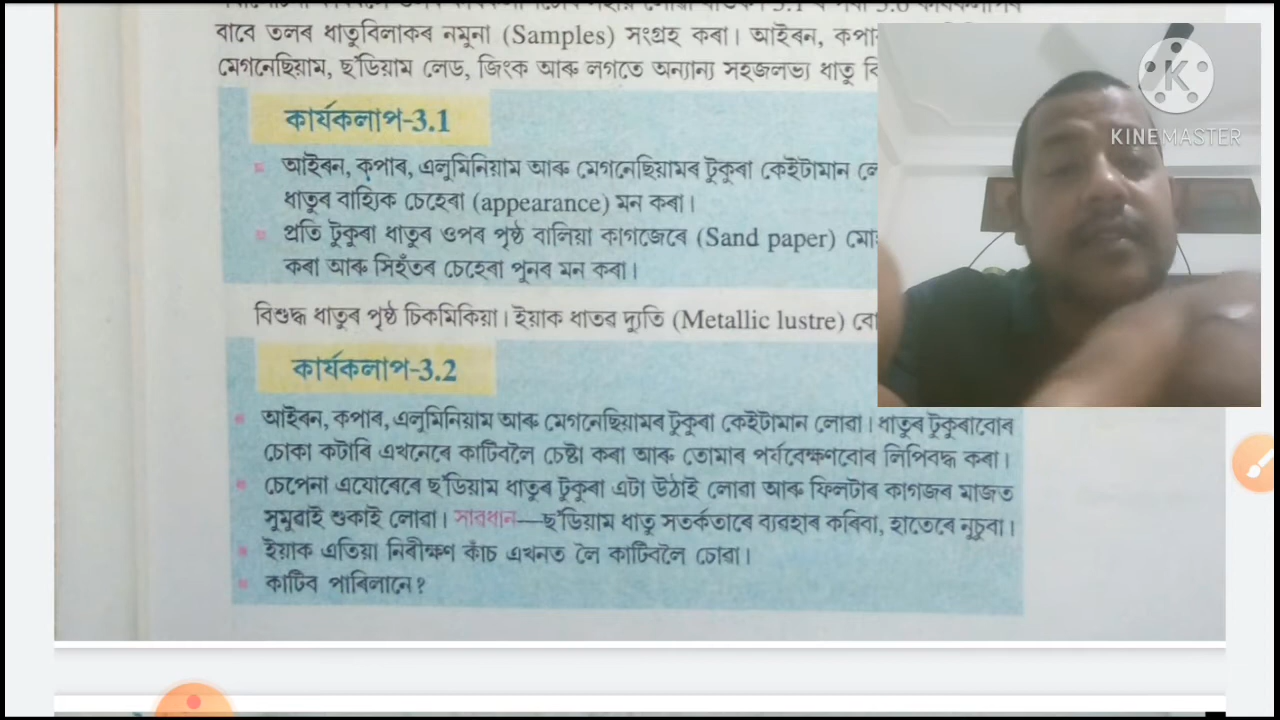 বাবে তলৰ ধাতুবিলাকৰ নমুনা (Samples) সংগ্ৰহ কৰা। আইৰন, কপা
মেগনেছিয়াম, ছ'ডিয়াম লেড, জিংক আৰু লগতে অন্যান্য সহজলভ্য ধাতু
কাৰ্যকলাপ-3.1
আইৰন, কপাৰ, এলুমিনিয়াম আৰু মেগনেছিয়ামৰ টুকুৰা কেইটামান লে
ধাতুৰ বাহ্যিক চেহেৰা (appearance) মন কৰা।
প্ৰতি টুকুৰা ধাতুৰ ওপৰ পৃষ্ঠ বালিয়া কাগজেৰে (Sand paper) মো
কৰা আৰু সিহঁতৰ চেহেৰা পুনৰ মন কৰা।
বিশুদ্ধ ধাতুৰ পৃষ্ঠ চিকমিকিয়া। ইয়াক ধাতৱ দ্যুতি (Metallic lustre) বো
কাৰ্যকলাপ-3.2
আইৰন, কপাৰ, এলুমিনিয়াম আৰু মেগনেছিয়ামৰ টুকুৰা কেইটামান লোৱা। ধাতুৰ টুকুৰাবোৰ
চোকা কটাৰি এখনেৰে কাটিবলৈ চেষ্টা কৰা আৰু তোমাৰ পৰ্যবেক্ষণবোৰ লিপিবদ্ধ কৰা।
চেপেনা এযোৰেৰে ছ'ডিয়াম ধাতুৰ টুকুৰা এটা উঠাই লোৱা আৰু ফিলটাৰ কাগজৰ মাজত
সুমুৱাই শুকাই লোৱা। সাৱধান—ছ'ডিয়াম ধাতু সতৰ্কতাৰে ব্যৱহাৰ কৰিবা, হাতেৰে নুচুবা।
ইয়াক এতিয়া নিৰীক্ষণ কাঁচ এখনত লৈ কাটিবলৈ চোৱা।
কাটিব পাৰিলানে?
K
KINEMASTER